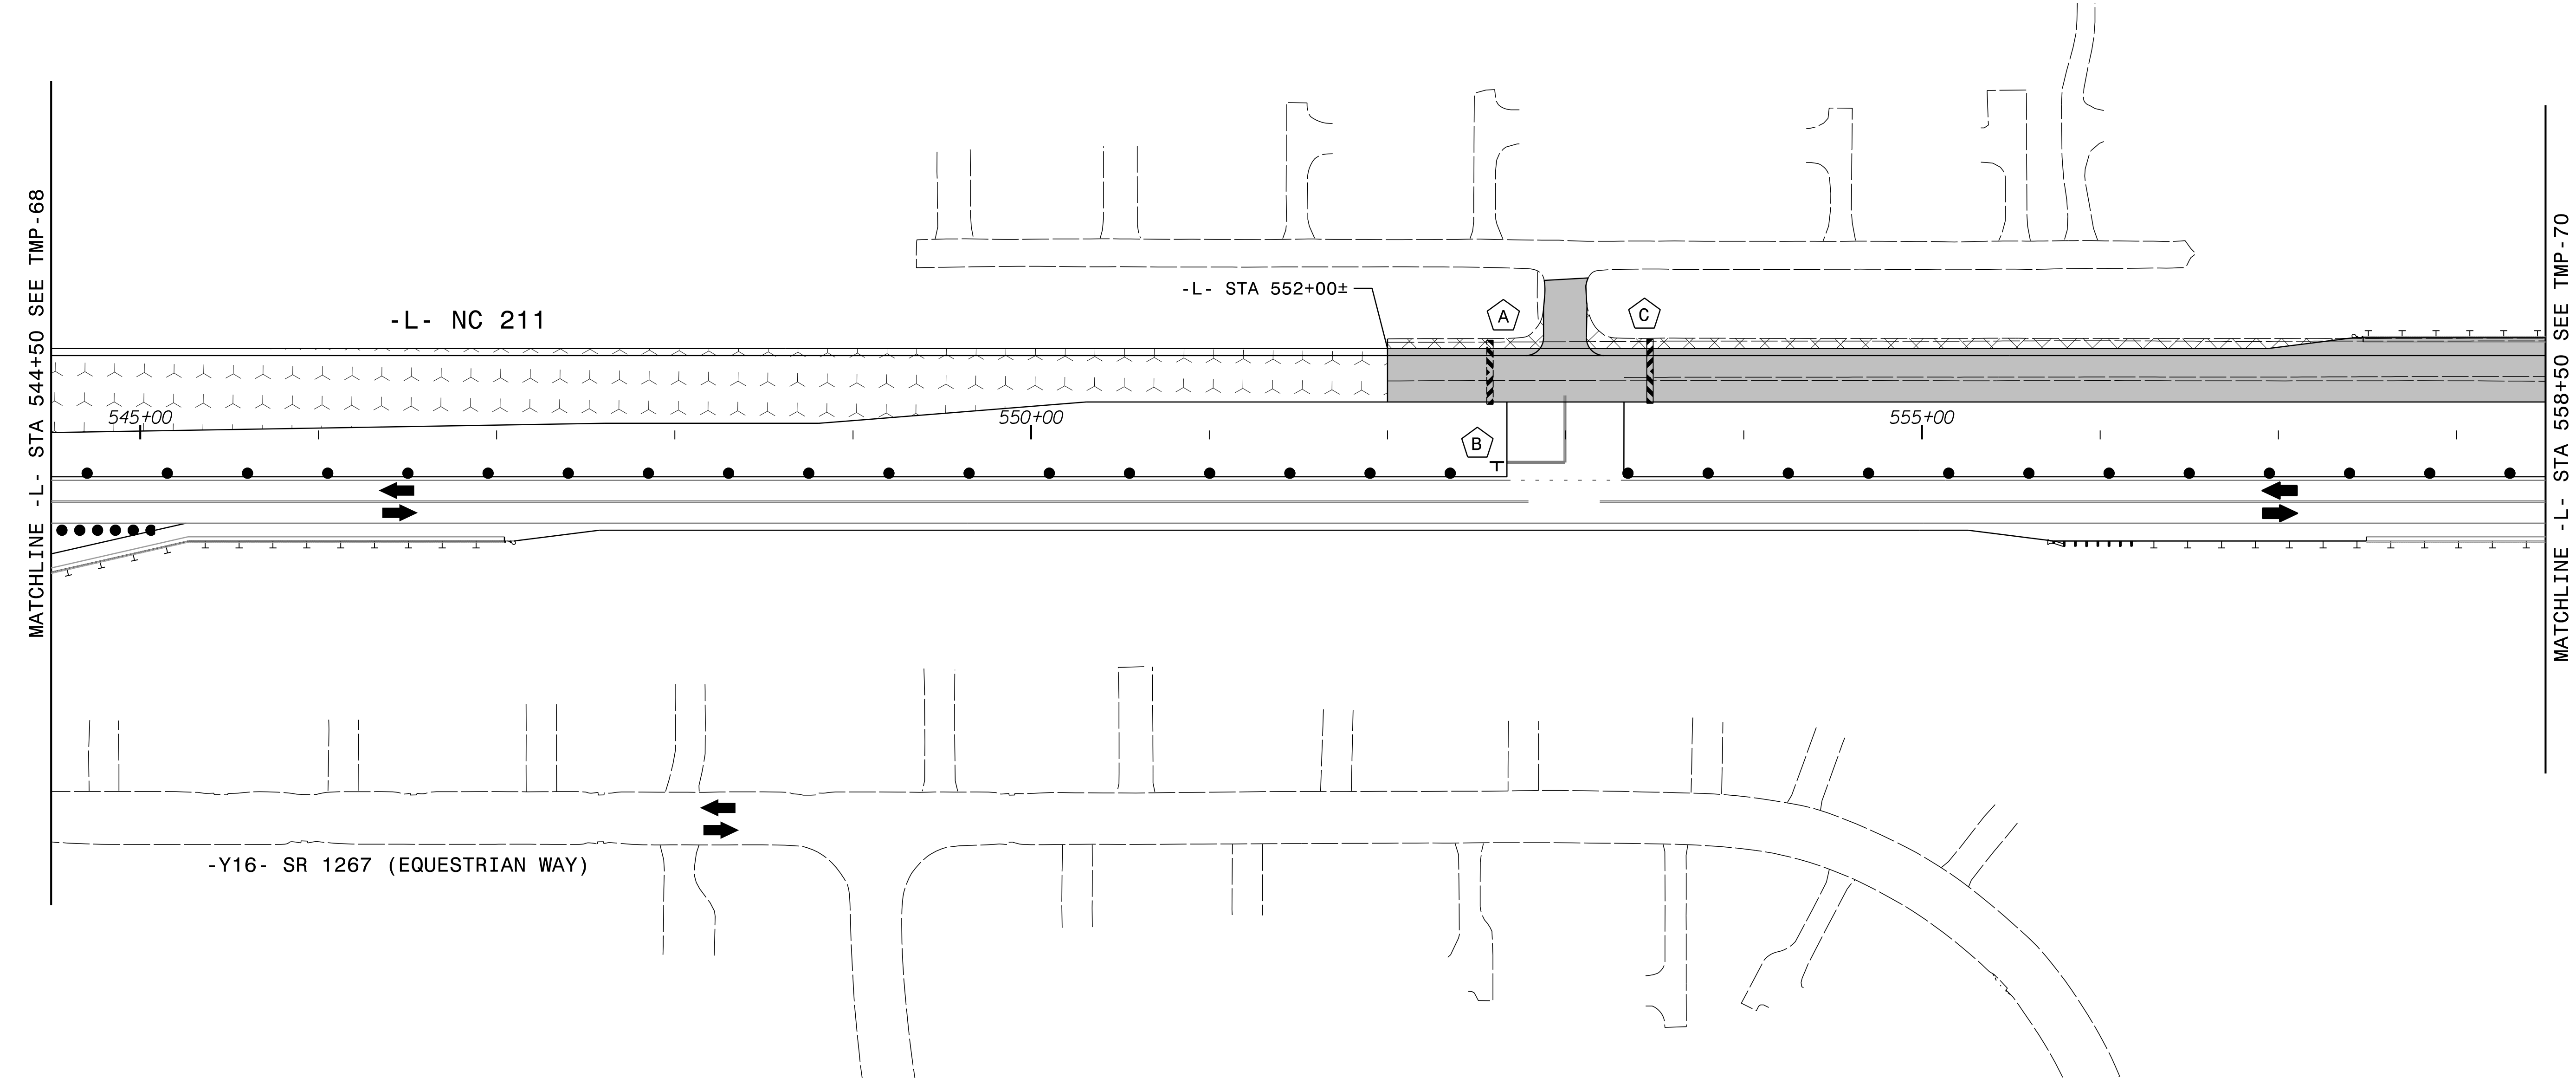 MATCHLINE -L- STA 544+50 SEE TMP-68
-L- NC 211
-L- STA 552+00±
A
C
B
545+00
550+00
555+00
MATCHLINE -L- STA 558+50 SEE TMP-70
-Y16- SR 1267 (EQUESTRIAN WAY)